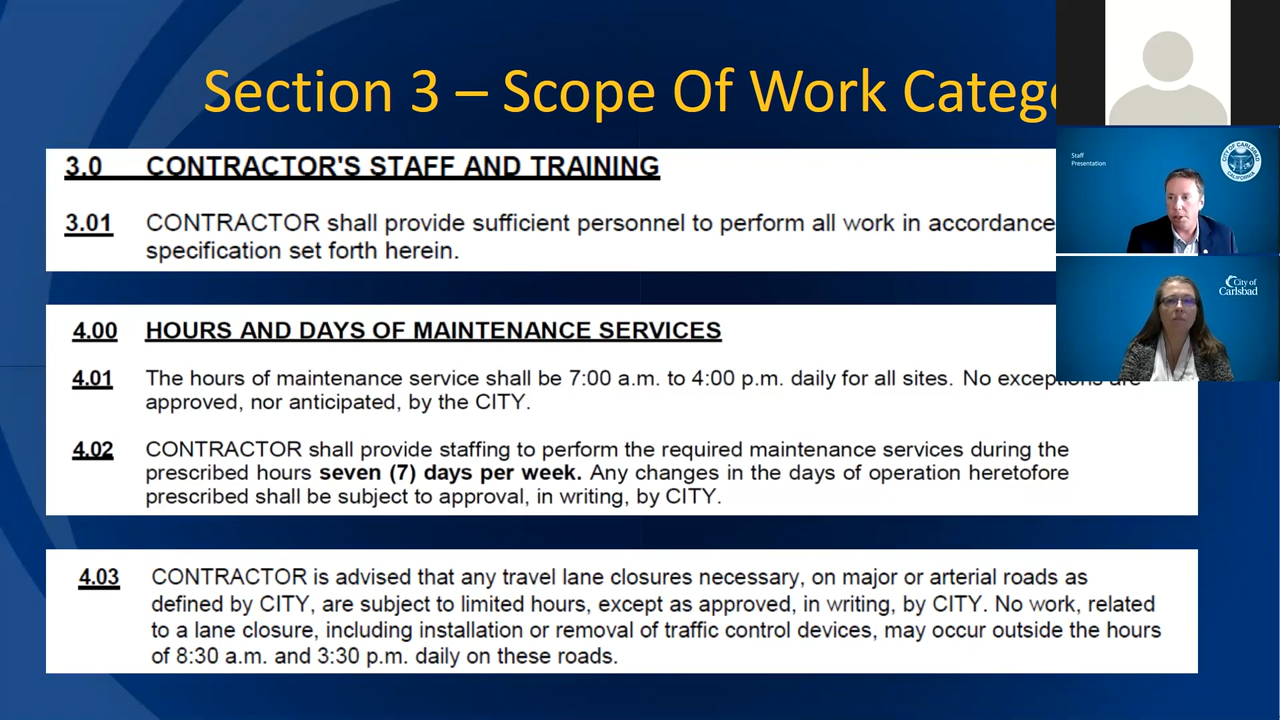 Section 3 – Scope Of Work
3.0 CONTRACTOR'S STAFF AND TRAINING
3.01 CONTRACTOR shall provide sufficient personnel to perform all work in accordance
specification set forth herein.
4.00 HOURS AND DAYS OF MAINTENANCE SERVICES
4.01 The hours of maintenance service shall be 7:00 a.m. to 4:00 p.m. daily for all sites. No exceptions are
approved, nor anticipated, by the CITY.
4.02 CONTRACTOR shall provide staffing to perform the required maintenance services during the
prescribed hours seven (7) days per week. Any changes in the days of operation heretofore
prescribed shall be subject to approval, in writing, by CITY.
4.03 CONTRACTOR is advised that any travel lane closures necessary, on major or arterial roads as
defined by CITY, are subject to limited hours, except as approved, in writing, by CITY. No work, related
to a lane closure, including installation or removal of traffic control devices, may occur outside the hours
of 8:30 a.m. and 3:30 p.m. daily on these roads.
Staff
Presentation
CITY OF CARLSBAD
CALIFORNIA
City of
Carlsbad